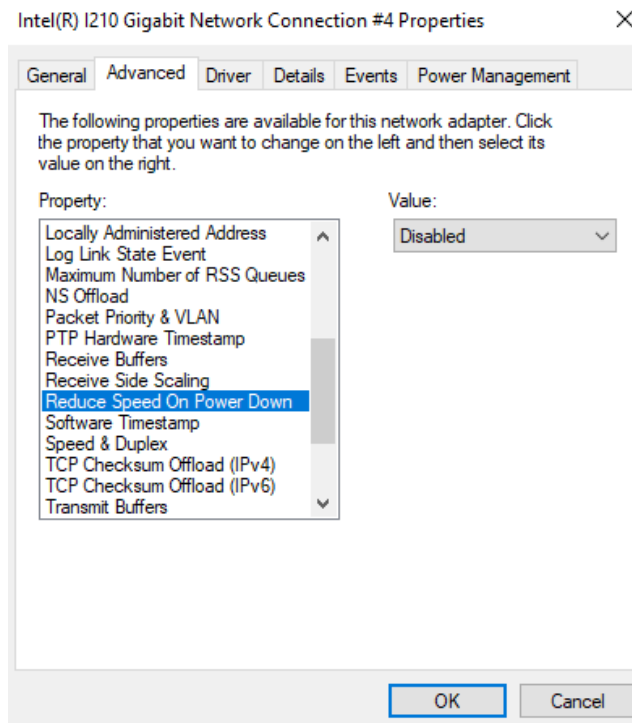 Intel(R) I210 Gigabit Network Connection #4 Properties
General Advanced Driver Details Events Power Management
The following properties are available for this network adapter. Click
the property that you want to change on the left and then select its
value on the right.
Property:
Value:
Locally Administered Address
Log Link State Event
Maximum Number of RSS Queues
NS Offload
Packet Priority & VLAN
PTP Hardware Timestamp
Receive Buffers
Receive Side Scaling
Reduce Speed On Power Down
Software Timestamp
Speed & Duplex
TCP Checksum Offload (IPv4)
TCP Checksum Offload (IPv6)
Transmit Buffers
Disabled
OK Cancel